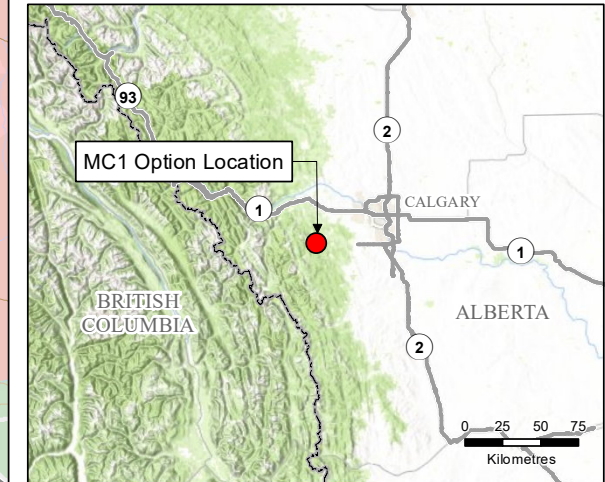 93
2
MC1 Option Location
1
CALGARY
1
BRITISH
COLUMBIA
ALBERTA
2
0 25 50 75
Kilometres